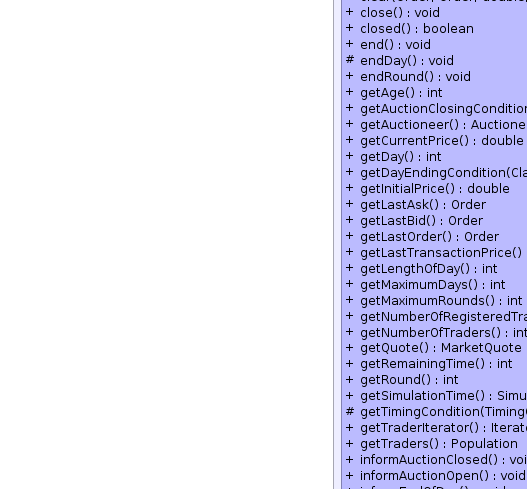 + close() : void
+ closed() : boolean
+ end() : void
# endDay() : void
+ endRound() : void
+ getAge() : int
+ getAuctionClosingCondition
+ getAuctioneer() : Auctione
+ getCurrentPrice() : double
+ getDay() : int
+ getDayEndingCondition(Cla
+ getInitialPrice() : double
+ getLastAsk() : Order
+ getLastBid() : Order
+ getLastOrder() : Order
+ getLastTransactionPrice()
+ getLengthOfDay() : int
+ getMaximumDays() : int
+ getMaximumRounds() : int
+ getNumberOfRegisteredTra
+ getNumberOfTraders() : int
+ getQuote() : MarketQuote
+ getRemainingTime() : int
+ getRound() : int
+ getSimulationTime() : Simu
# getTimingCondition(Timing
+ getTraderIterator() : Iterat
+ getTraders() : Population
+ informAuctionClosed() : voi
+ informAuctionOpen() : void